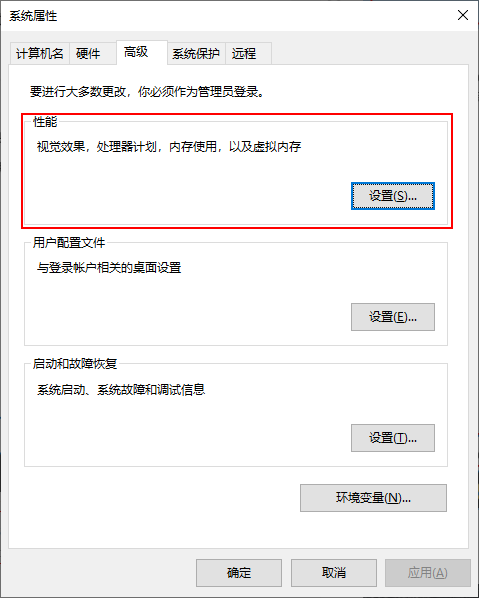 系统属性
计算机名 硬件 高级 系统保护 远程
要进行大多数更改，你必须作为管理员登录。
性能
视觉效果，处理器计划，内存使用，以及虚拟内存
设置(S)...
用户配置文件
与登录帐户相关的桌面设置
设置(E)...
启动和故障恢复
系统启动、系统故障和调试信息
设置(T)...
环境变量(N)...
确定 取消 应用(A)